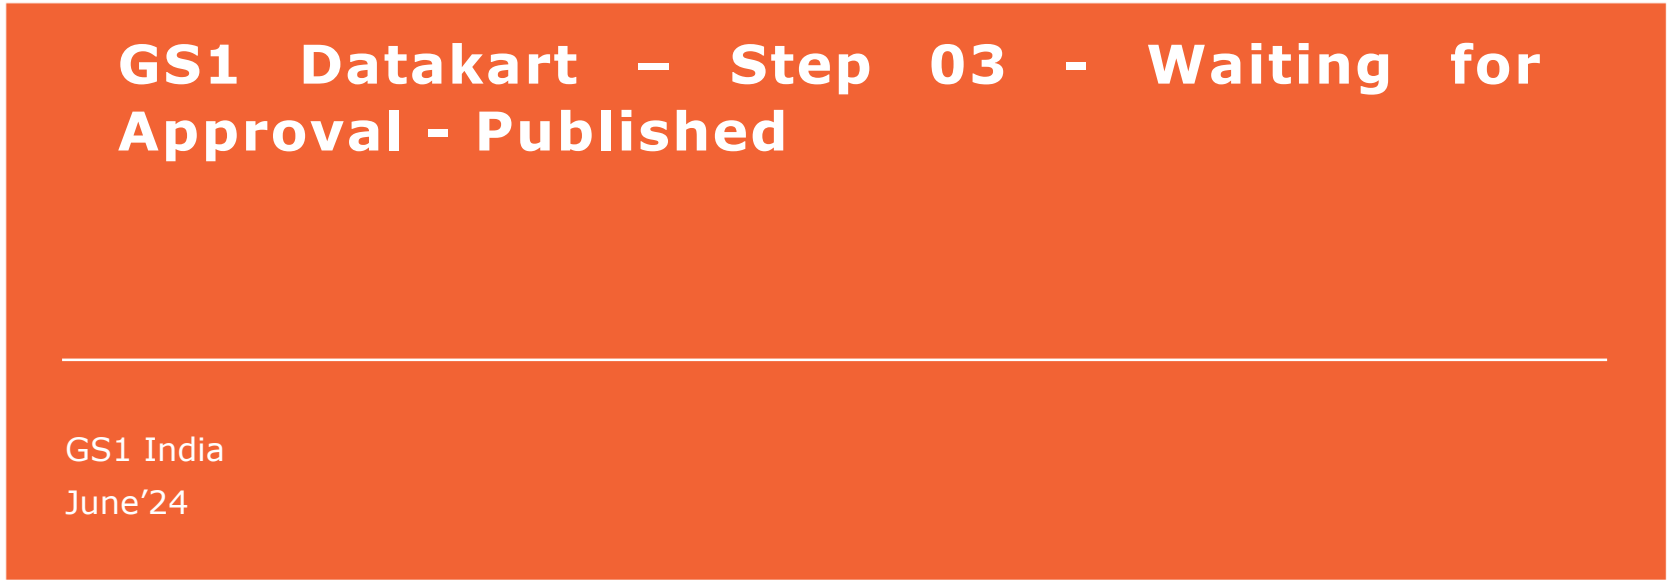 GS1 Datakart – Step 03 - Waiting for
Approval - Published
GS1 India
June’24